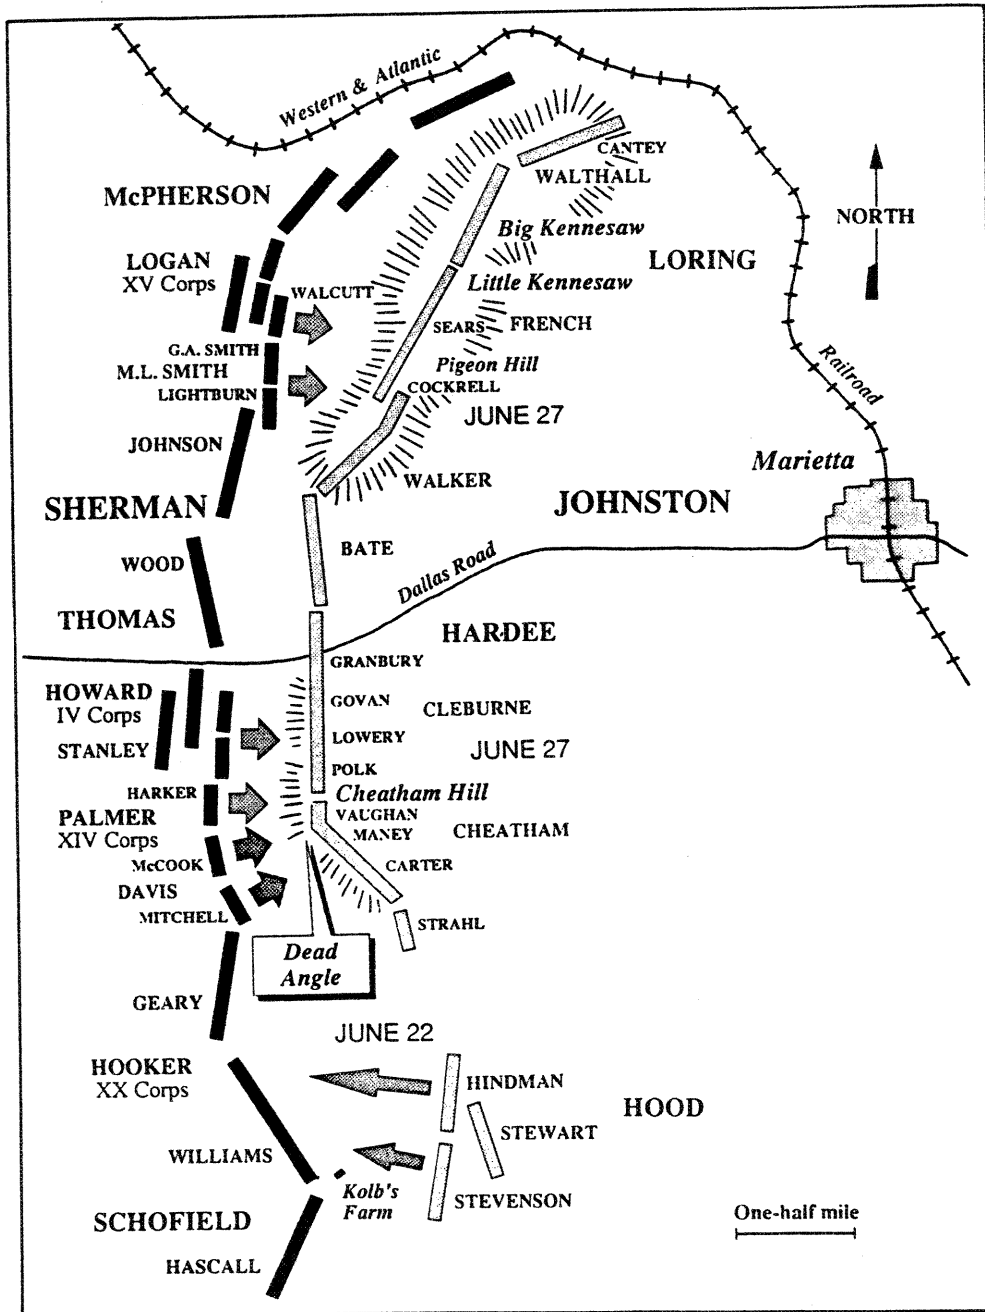 Western & Atlantic
CANTEY
WALTHALL
McPHERSON
NORTH
Big Kennesaw
LOGAN
XV Corps
LORING
Little Kennesaw
WALCUTT
SEARS
FRENCH
G.A. SMITH
M.L. SMITH
Pigeon Hill
Railroad
LIGHTBURN
COCKRELL
JUNE 27
JOHNSON
Marietta
WALKER
SHERMAN
JOHNSTON
BATE
WOOD
Dallas Road
THOMAS
HARDEE
GRANBURY
HOWARD
IV Corps
GOVAN
CLEBURNE
LOWERY
STANLEY
JUNE 27
POLK
HARKER
Cheatham Hill
PALMER
XIV Corps
VAUGHAN
MANEY
CHEATHAM
McCOOK
CARTER
DAVIS
MITCHELL
STRAHL
Dead
Angle
GEARY
JUNE 22
HOOKER
XX Corps
HINDMAN
HOOD
STEWART
WILLIAMS
Kolb's
Farm
STEVENSON
SCHOFIELD
One-half mile
HASCALL